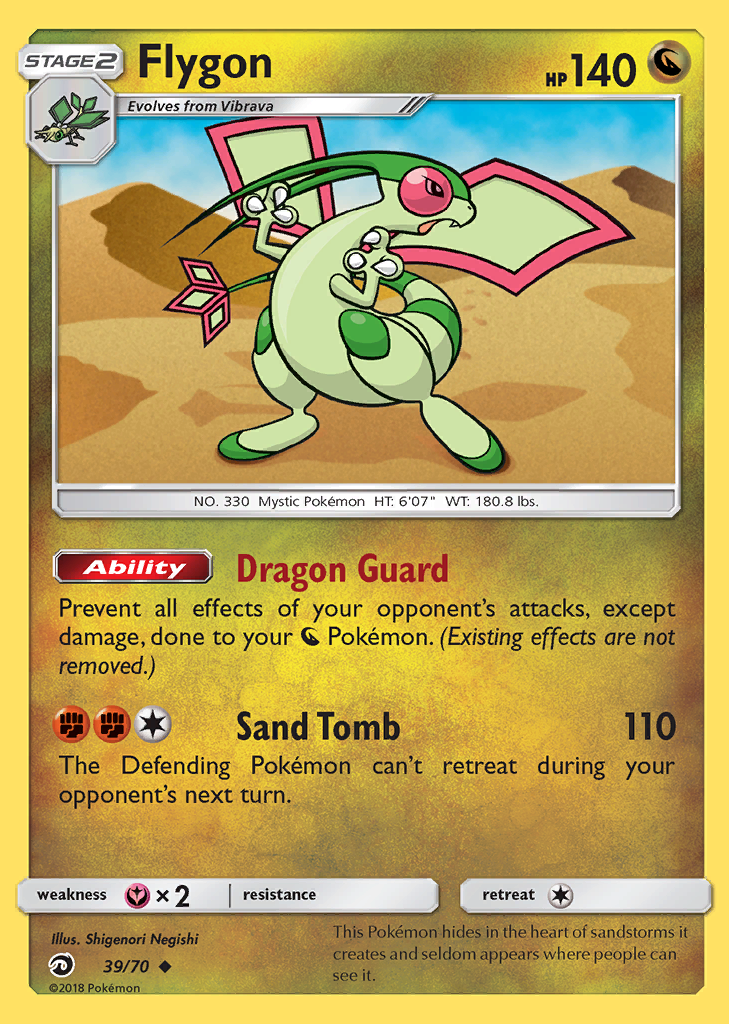 STAGE2 Flygon HP140
Evolves from Vibrava
NO. 330 Mystic Pokémon HT: 6'07" WT: 180.8 lbs.
Ability Dragon Guard
Prevent all effects of your opponent's attacks, except
damage, done to your Pokémon. (Existing effects are not
removed.)
Sand Tomb 110
The Defending Pokémon can't retreat during your
opponent's next turn.
weakness ×2 resistance retreat
Illus. Shigenori Negishi
39/70
©2018 Pokémon
This Pokémon hides in the heart of sandstorms it
creates and seldom appears where people can
see it.